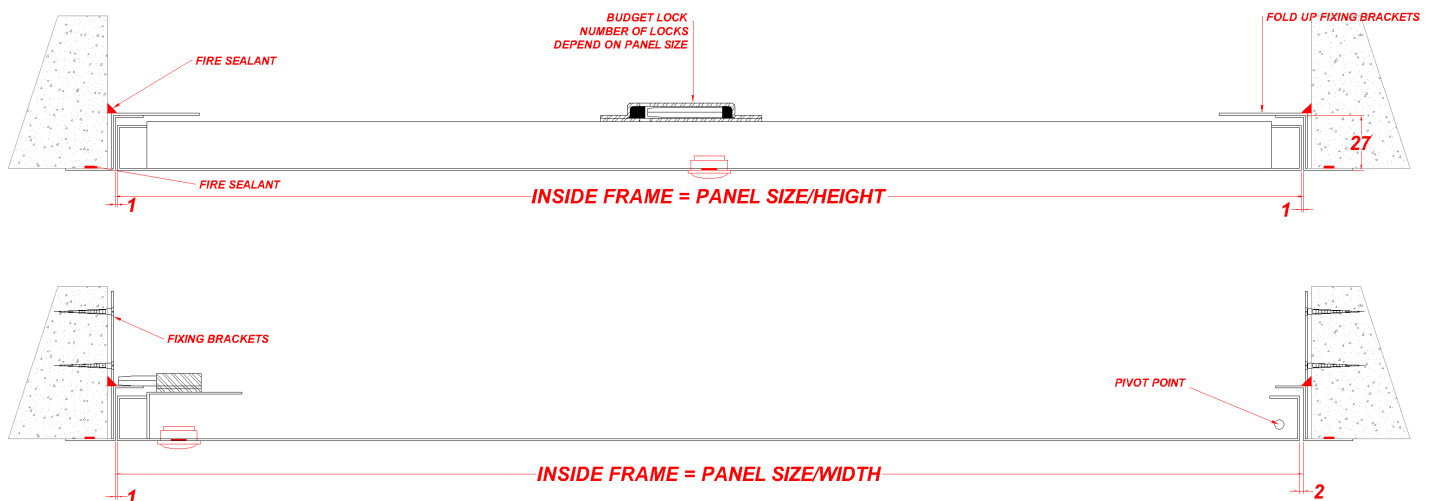 BUDGET LOCK
NUMBER OF LOCKS
DEPEND ON PANEL SIZE
FOLD UP FIXING BRACKETS
FIRE SEALANT
27
FIRE SEALANT
INSIDE FRAME = PANEL SIZE/HEIGHT
1
1
FIXING BRACKETS
PIVOT POINT
INSIDE FRAME = PANEL SIZE/WIDTH
1
2